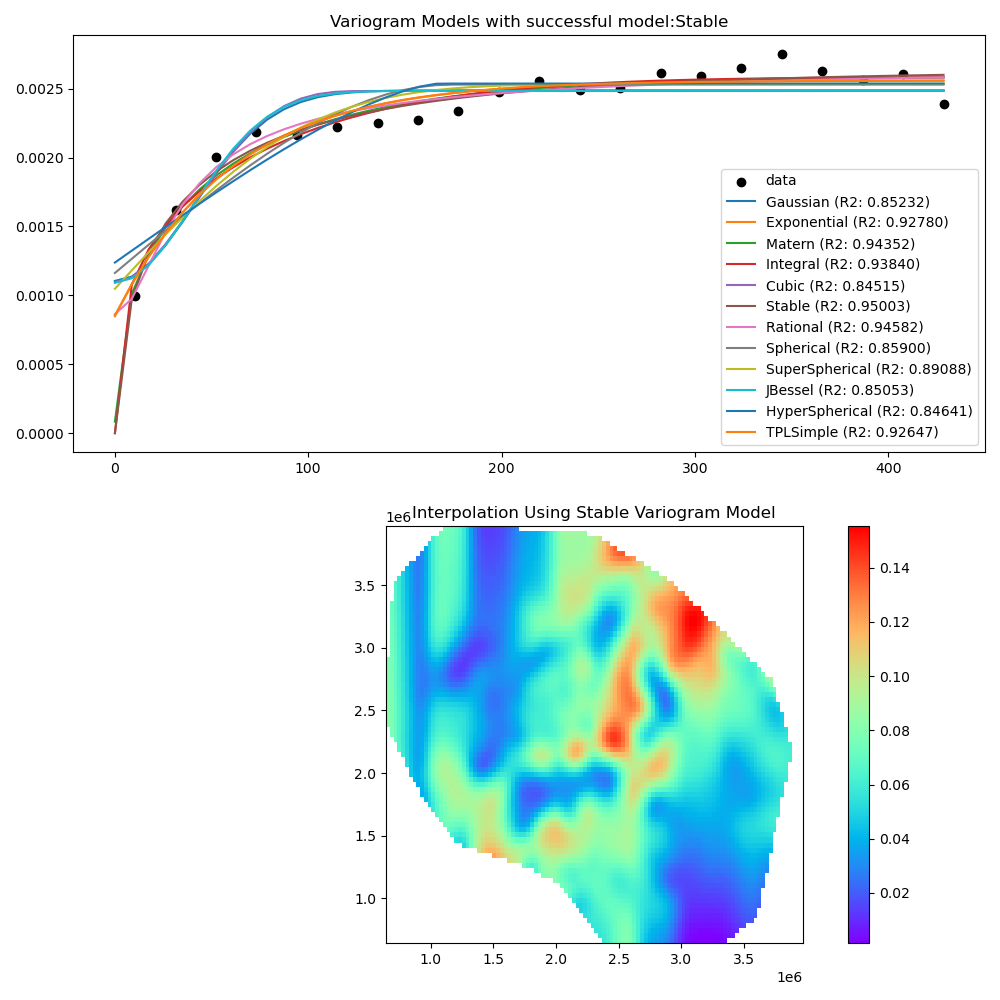 Variogram Models with successful model:Stable
0.0025
0.0020
0.0015
0.0010
0.0005
0.0000
data
Gaussian (R2: 0.85232)
Exponential (R2: 0.92780)
Matern (R2: 0.94352)
Integral (R2: 0.93840)
Cubic (R2: 0.84515)
Stable (R2: 0.95003)
Rational (R2: 0.94582)
Spherical (R2: 0.85900)
SuperSpherical (R2: 0.89088)
JBessel (R2: 0.85053)
HyperSpherical (R2: 0.84641)
TPLSimple (R2: 0.92647)
0 100 200 300 400
Interpolation Using Stable Variogram Model
1e6
3.5
3.0
2.5
2.0
1.5
1.0
1.0 1.5 2.0 2.5 3.0 3.5
1e6
0.14
0.12
0.10
0.08
0.06
0.04
0.02